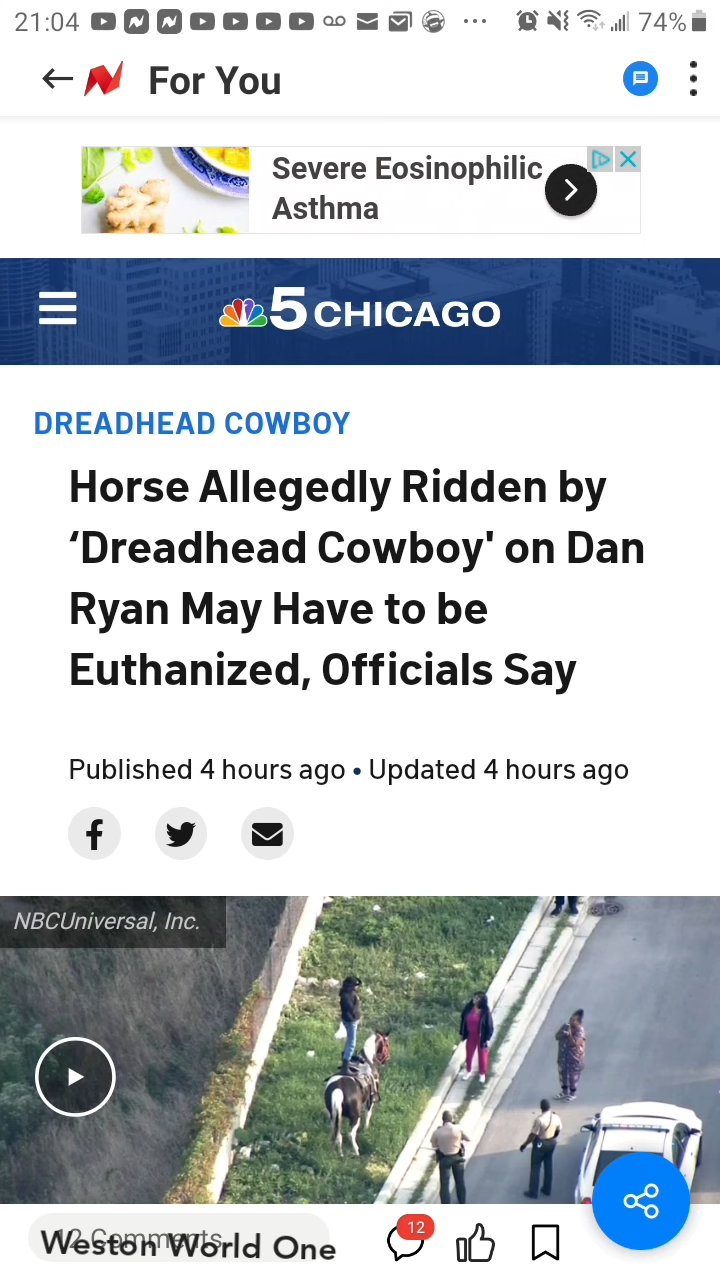 21:04 74%
For You
Severe Eosinophilic
Asthma
5 CHICAGO
DREADHEAD COWBOY
Horse Allegedly Ridden by
‘Dreadhead Cowboy' on Dan
Ryan May Have to be
Euthanized, Officials Say
Published 4 hours ago • Updated 4 hours ago
NBCUniversal, Inc.
12 Comments
Weston World One
12